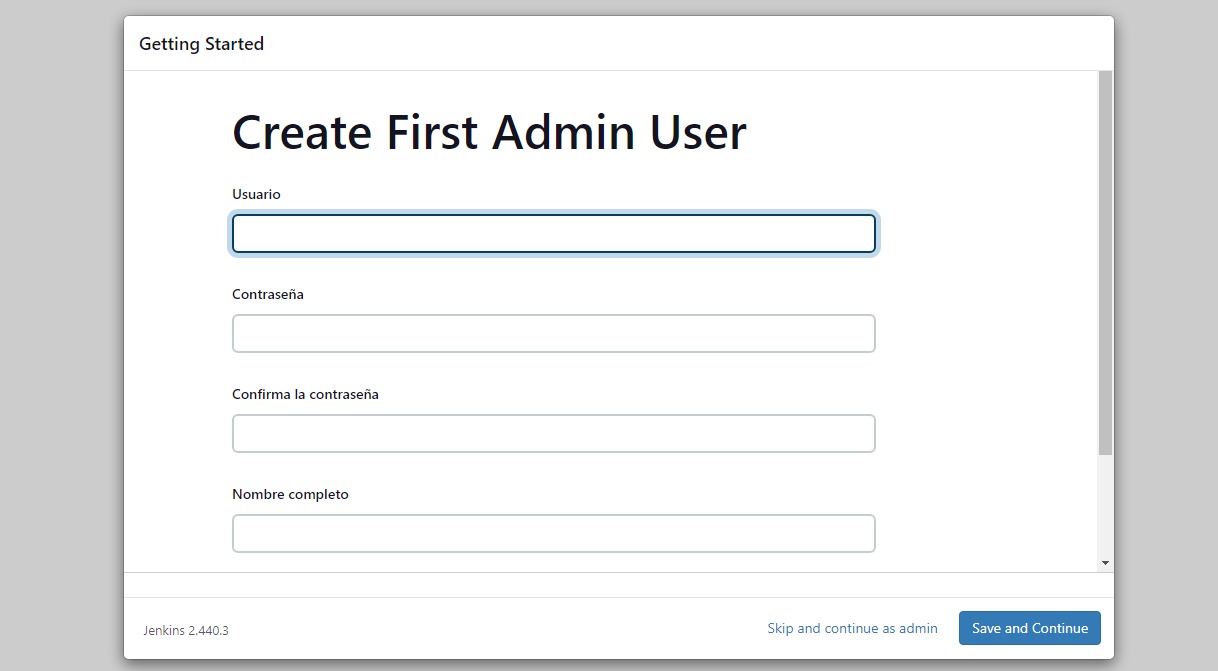 Getting Started
Create First Admin User
Usuario
Contraseña
Confirma la contraseña
Nombre completo
Jenkins 2.440.3
Skip and continue as admin
Save and Continue